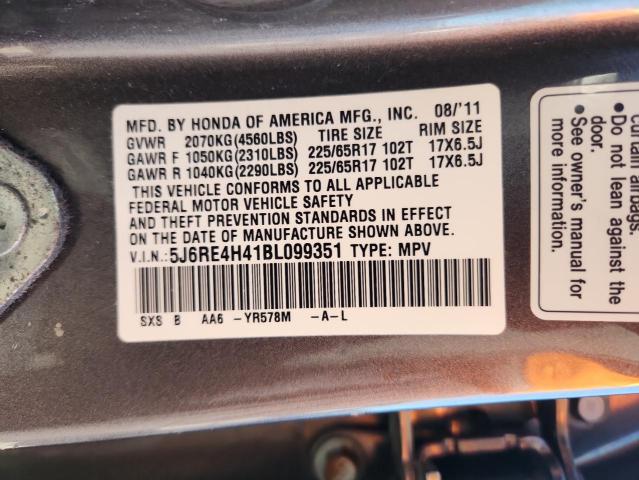 MFD. BY HONDA OF AMERICA MFG., INC. 08/'11
GVWR 2070KG(4560LBS) TIRE SIZE RIM SIZE
GAWR F 1050KG(2310LBS) 225/65R17 102T 17X6.5J
GAWR R 1040KG(2290LBS) 225/65R17 102T 17X6.5J
THIS VEHICLE CONFORMS TO ALL APPLICABLE
FEDERAL MOTOR VEHICLE SAFETY
AND THEFT PREVENTION STANDARDS IN EFFECT
ON THE DATE OF MANUFACTURE SHOWN ABOVE.
V.I.N.: 5J6RE4H41BL099351 TYPE: MPV
SXS B AA6 -YR578M -A-L
airbags.
• Do not lean against the
door.
• See owner's manual for
more information.